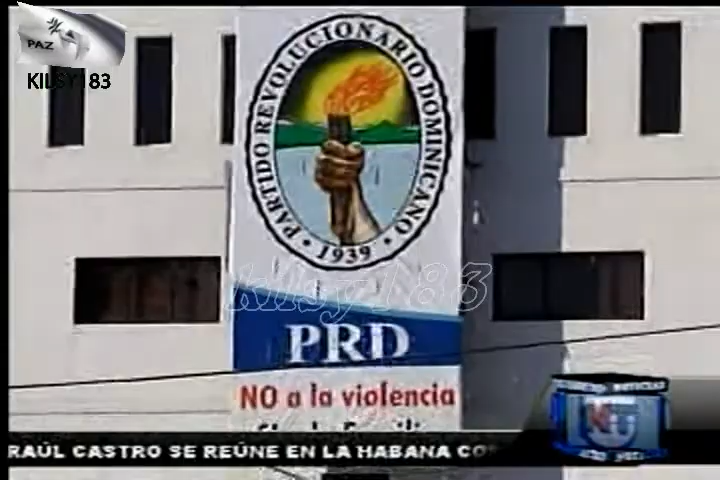 PAZ
KILSY183
PARTIDO REVOLUCIONARIO DOMINICANO
1939
kilsy183
PRD
NO a la violencia
RAÚL CASTRO SE REÚNE EN LA HABANA CO